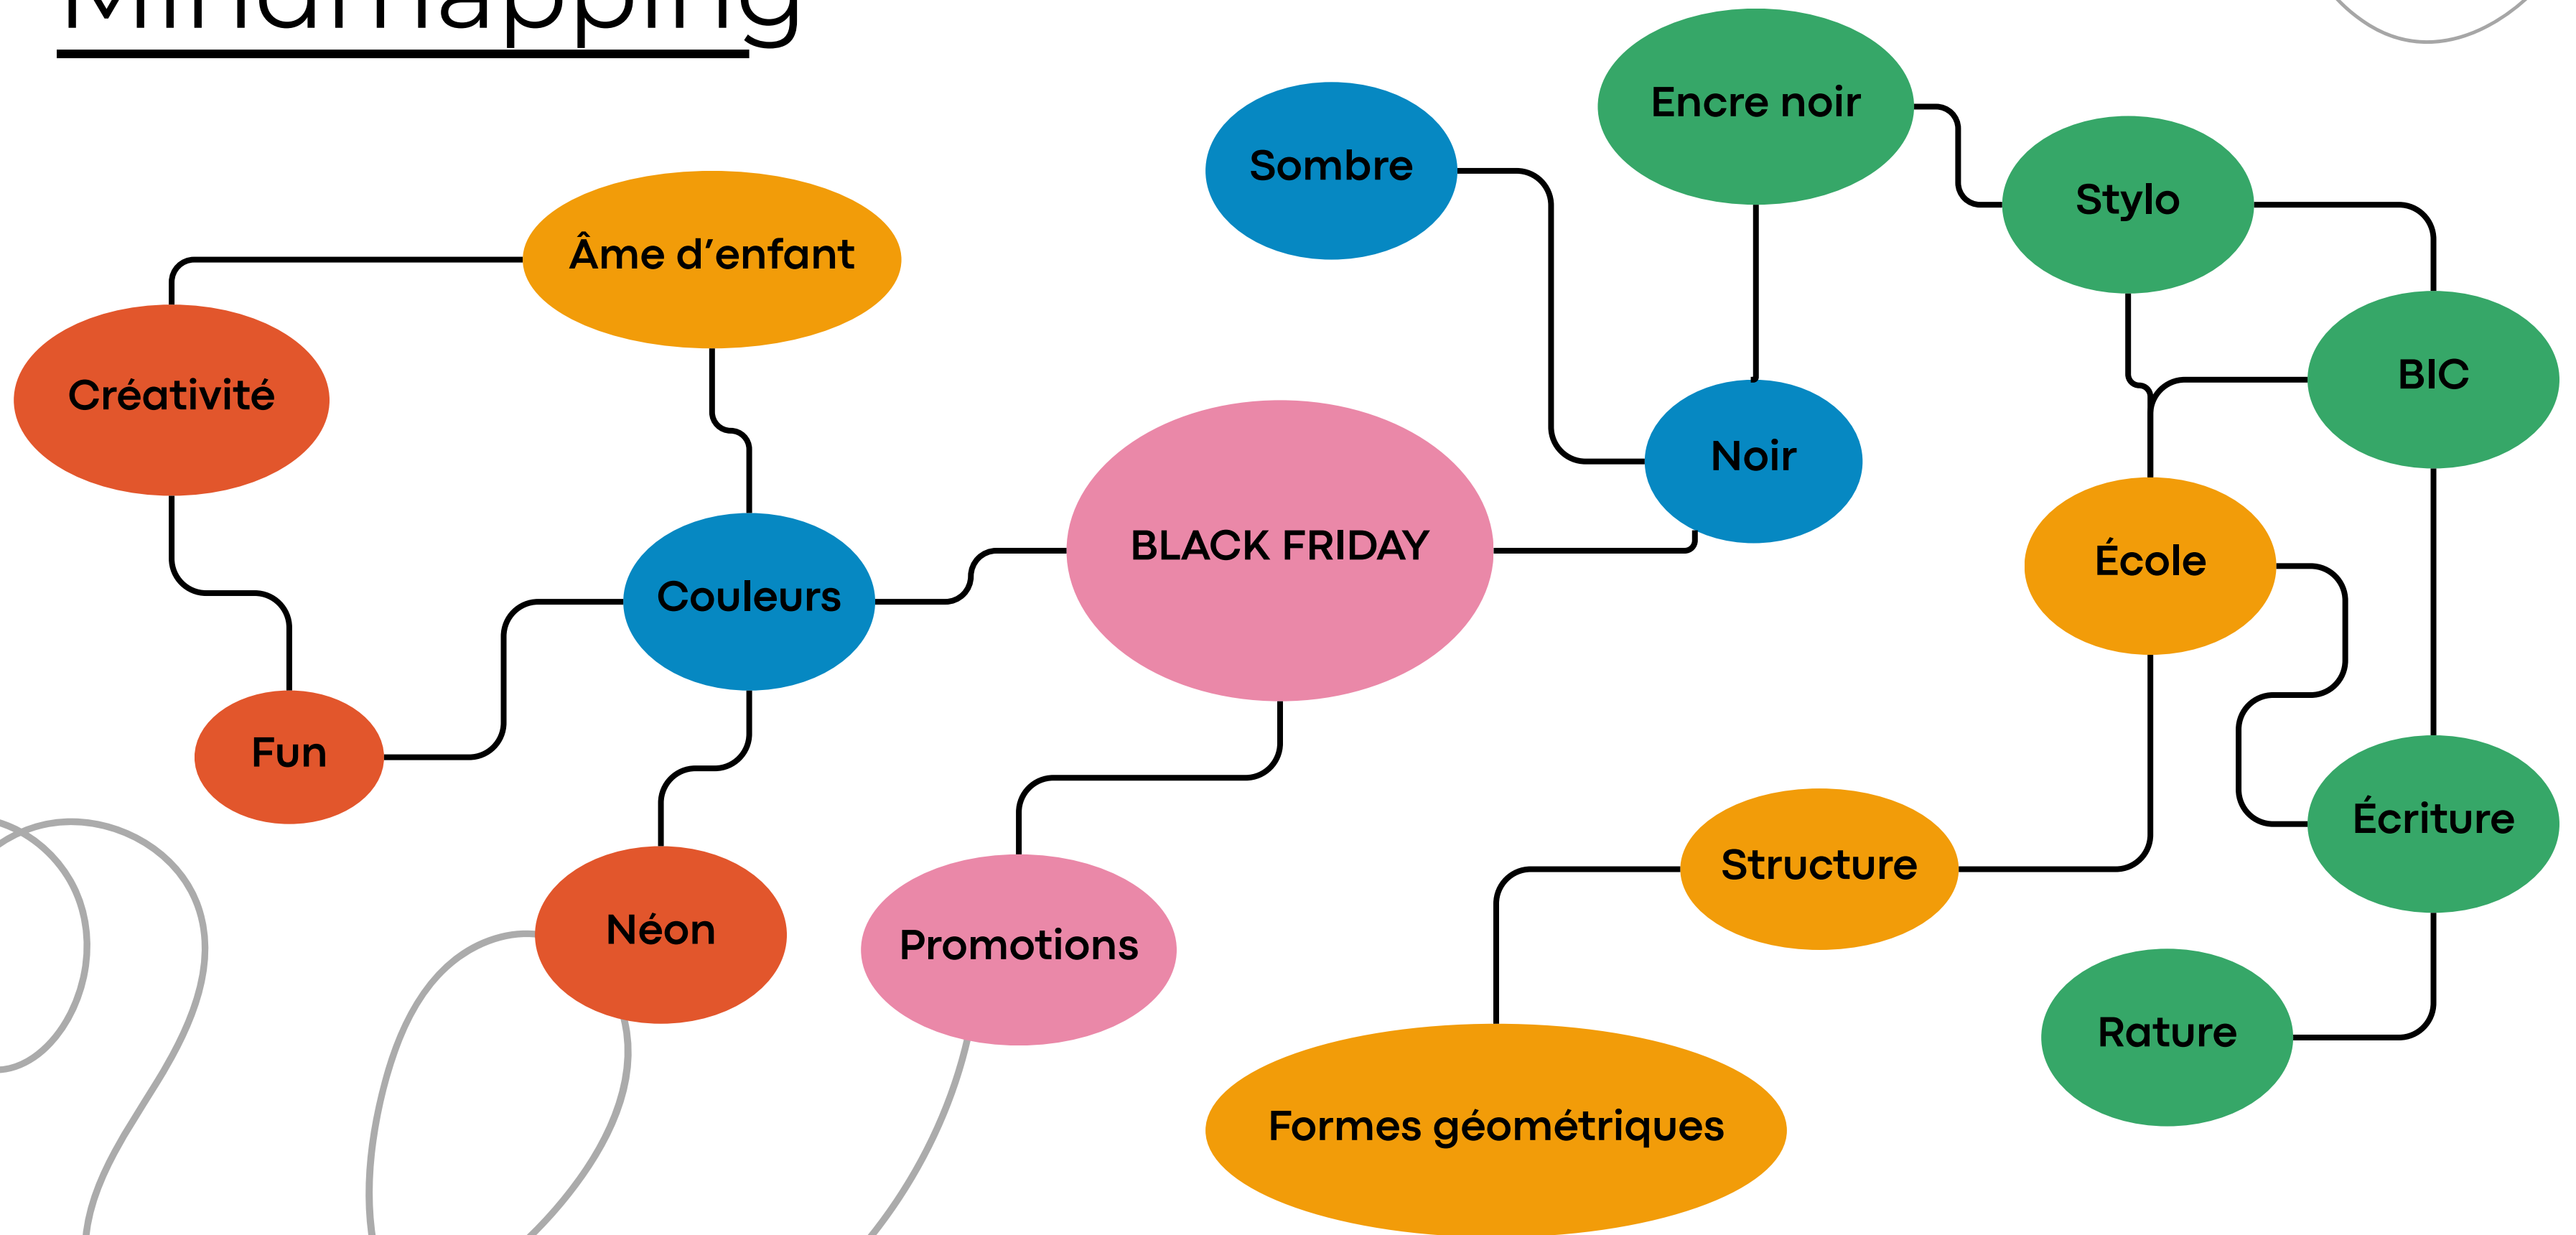 Mindmapping
Encre noir
Sombre
Stylo
Âme d'enfant
BIC
Créativité
Noir
BLACK FRIDAY
École
Couleurs
Fun
Écriture
Structure
Néon
Promotions
Rature
Formes géométriques